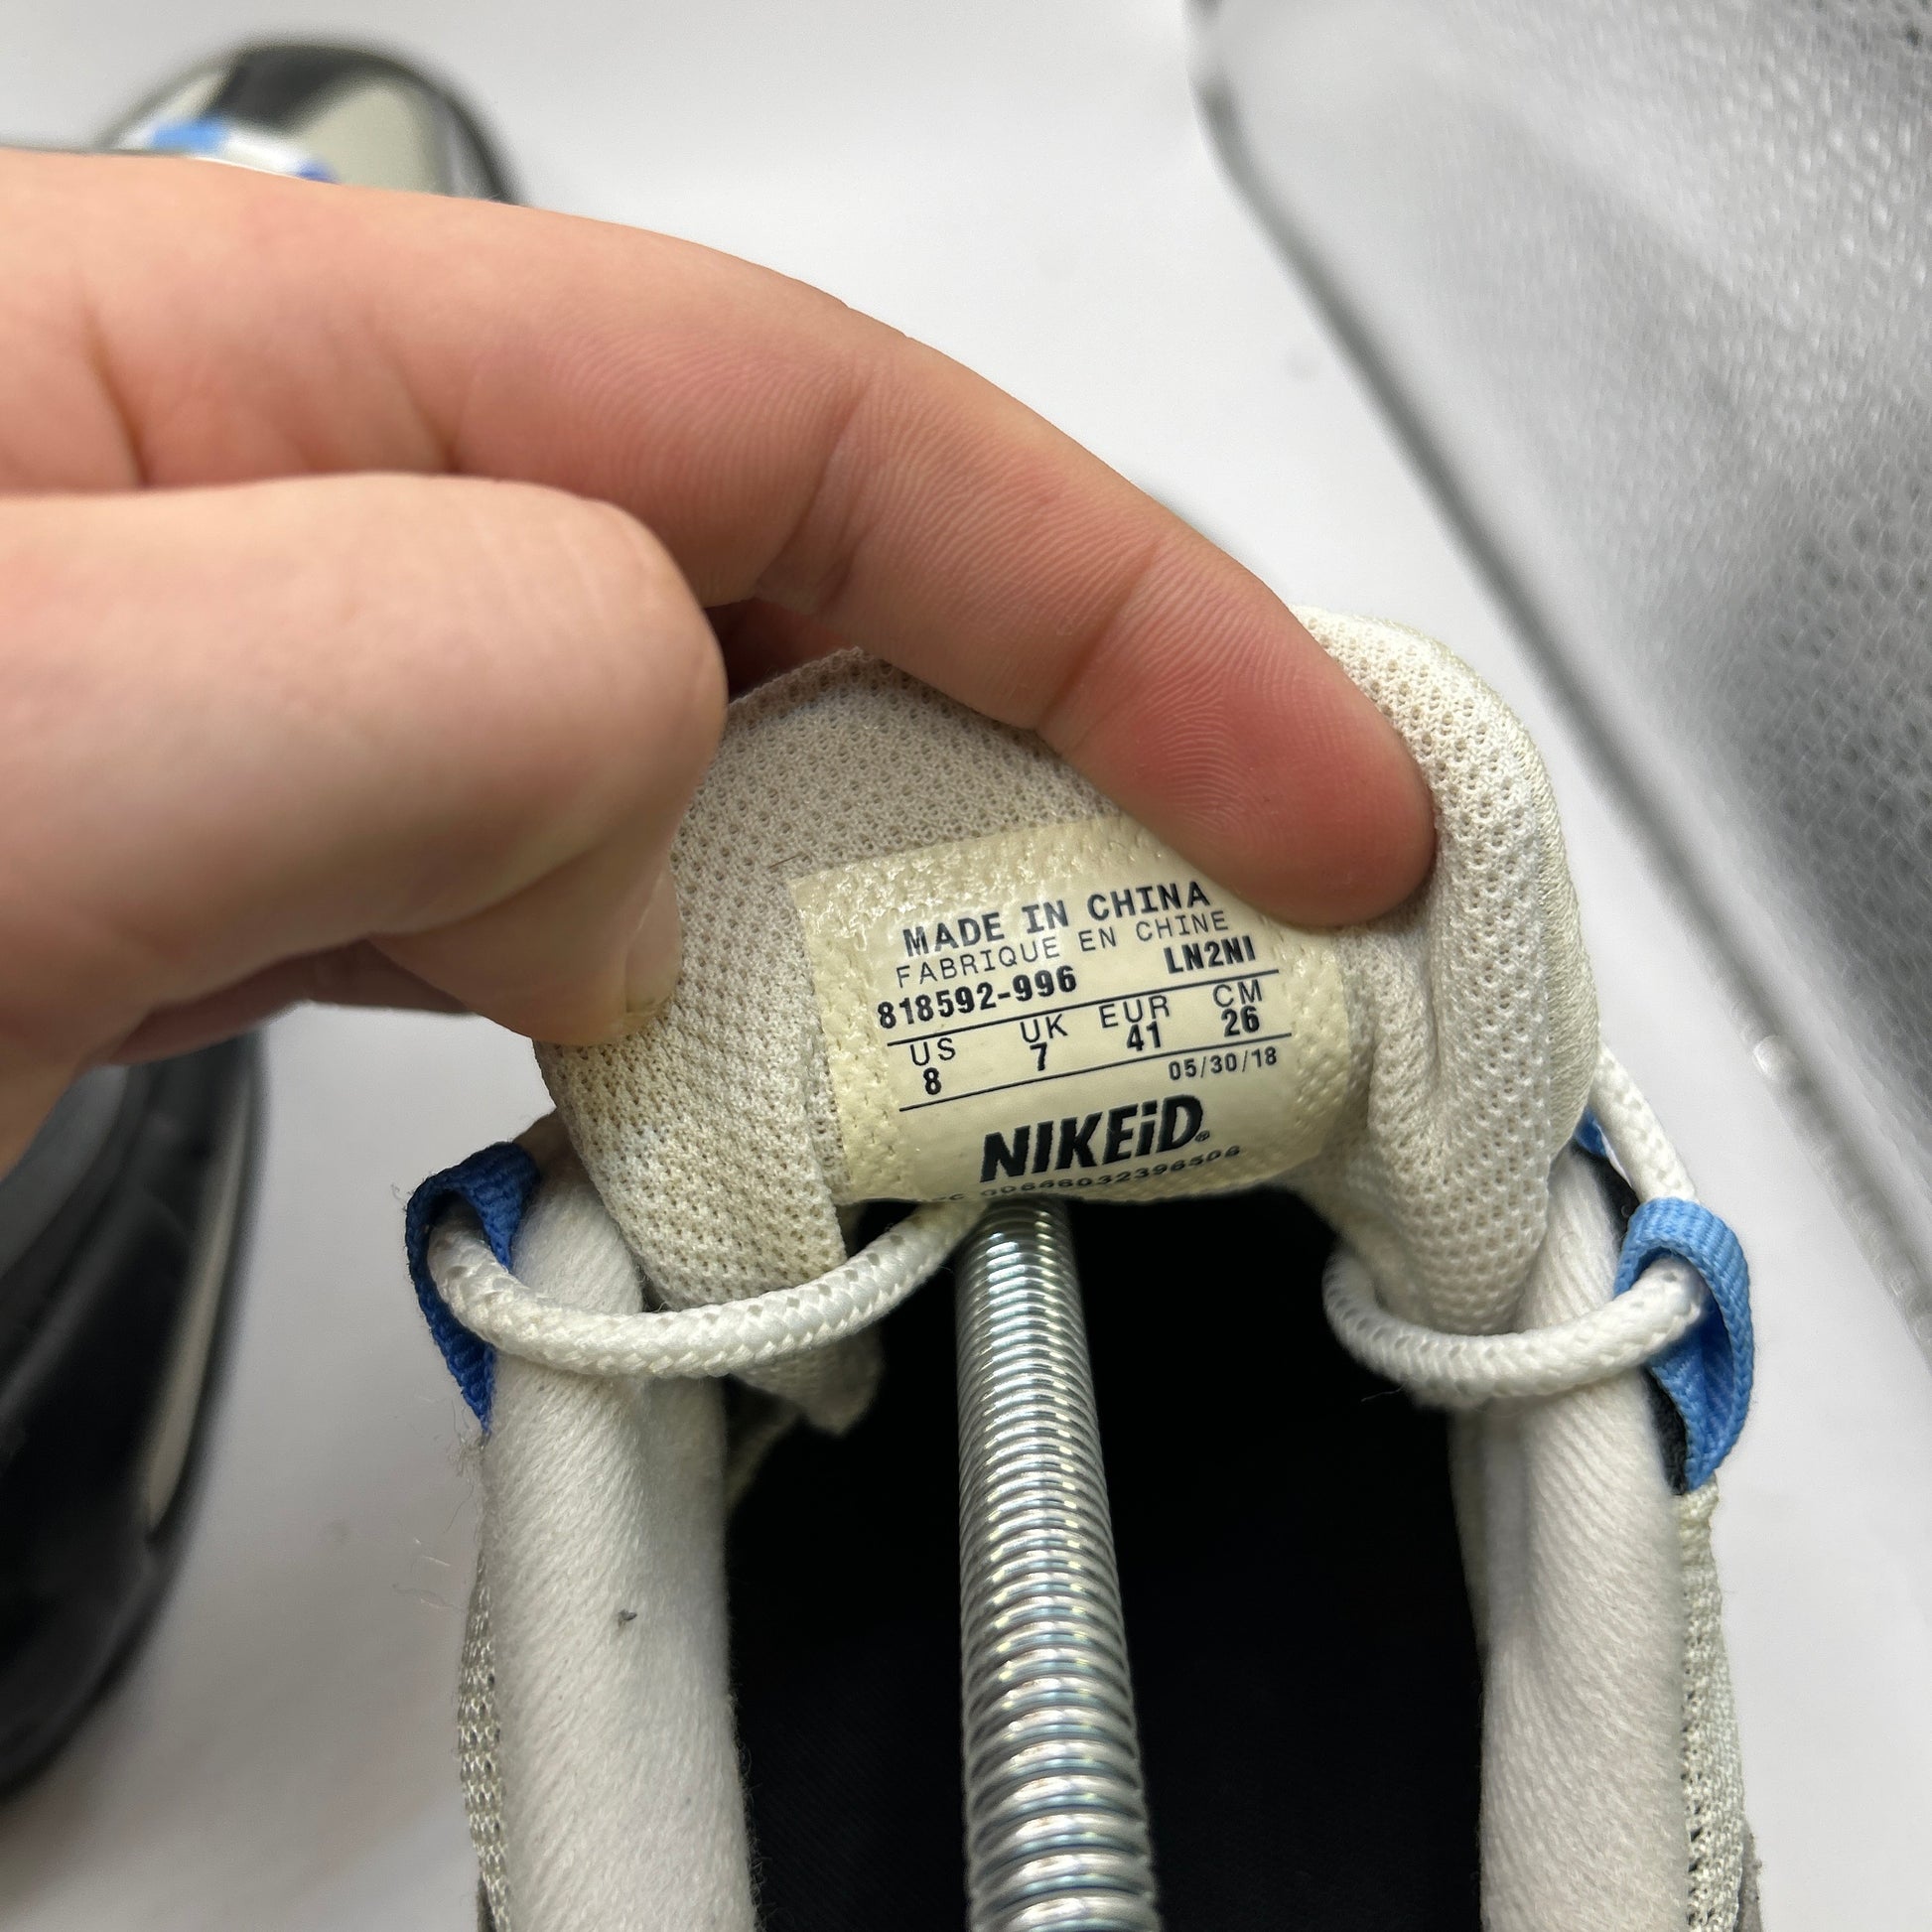 MADE IN CHINA
FABRIQUE EN CHINE
818592-996 LN2NI
US UK EUR CM
8 7 41 26
05/30/18
NIKEiD®